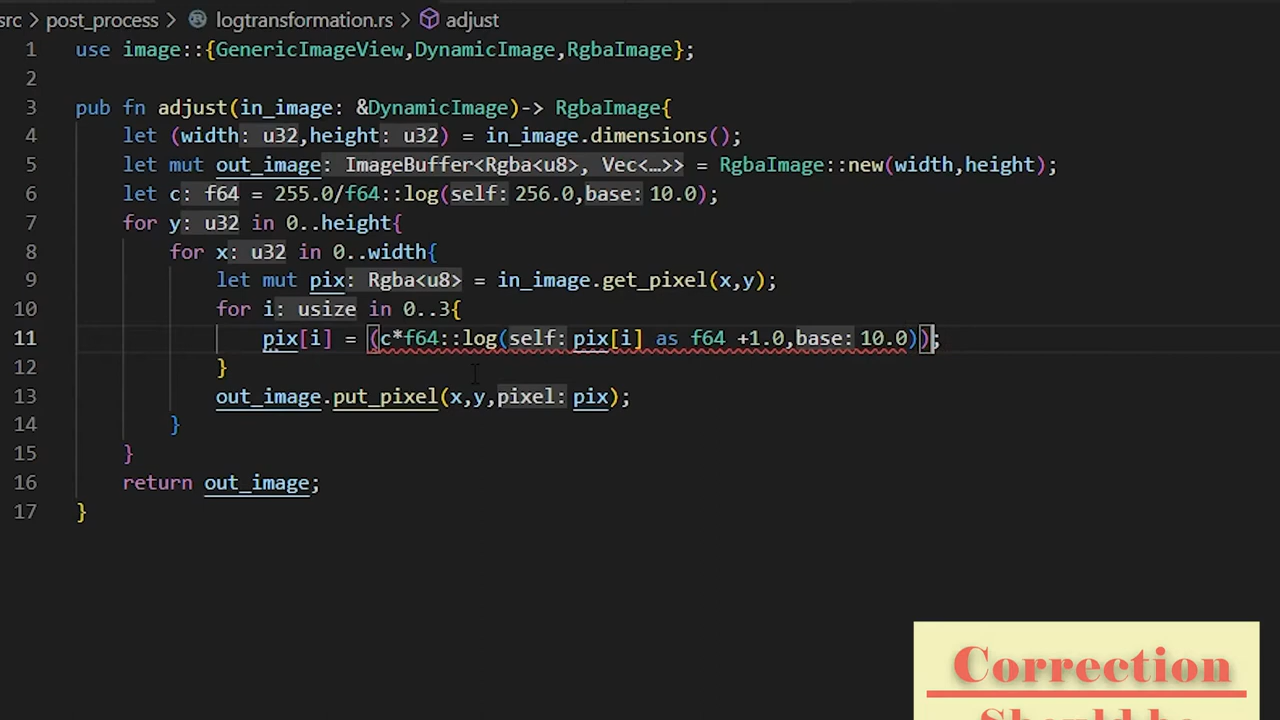 src > post_process > logtransformation.rs > adjust
1 use image::{GenericImageView,DynamicImage,RgbaImage};
2
3 pub fn adjust(in_image: &DynamicImage)-> RgbaImage{
4 let (width: u32,height: u32) = in_image.dimensions();
5 let mut out_image: ImageBuffer<Rgba<u8>, Vec<…>> = RgbaImage::new(width,height);
6 let c: f64 = 255.0/f64::log(self: 256.0,base: 10.0);
7 for y: u32 in 0..height{
8 for x: u32 in 0..width{
9 let mut pix: Rgba<u8> = in_image.get_pixel(x,y);
10 for i: usize in 0..3{
11 pix[i] = (c*f64::log(self: pix[i] as f64 +1.0,base: 10.0));
12 }
13 out_image.put_pixel(x,y,pixel: pix);
14 }
15 }
16 return out_image;
17 }
Correction
Should be